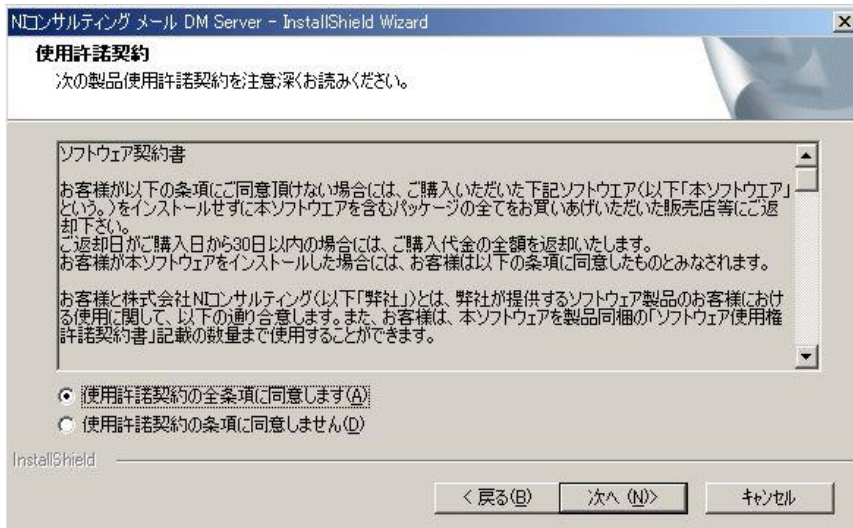 NIコンサルティング メール DM Server - InstallShield Wizard
使用許諾契約
次の製品使用許諾契約を注意深くお読みください。
ソフトウェア契約書
お客様が以下の条項にご同意頂けない場合には、ご購入いただいた下記ソフトウエア(以下「本ソフトウエア」
という。)をインストールせずに本ソフトウエアを含むパッケージの全てをお買いあげいただいた販売店等にご返
却下さい。
ご返却日がご購入日から30日以内の場合には、ご購入代金の全額を返却いたします。
お客様が本ソフトウェアをインストールした場合には、お客様は以下の条項に同意したものとみなされます。
お客様と株式会社NIコンサルティング(以下「弊社」)とは、弊社が提供するソフトウェア製品のお客様におけ
る使用に関して、以下の通り合意します。また、お客様は、本ソフトウェアを製品同梱の「ソフトウェア使用権
許諾契約書」記載の数量まで使用することができます。
使用許諾契約の全条項に同意します(A)
使用許諾契約の条項に同意しません(D)
InstallShield
< 戻る(B)
次へ (N)>
キャンセル